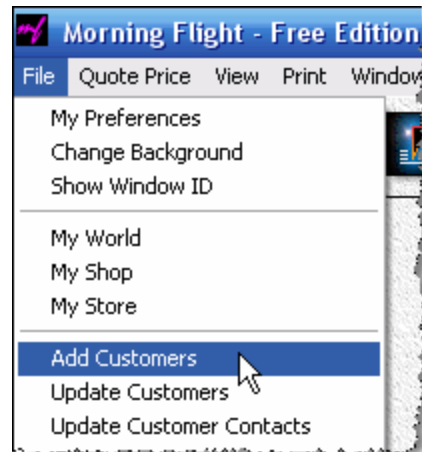 Morning Flight - Free Edition
File Quote Price View Print Window
My Preferences
Change Background
Show Window ID
My World
My Shop
My Store
Add Customers
Update Customers
Update Customer Contacts